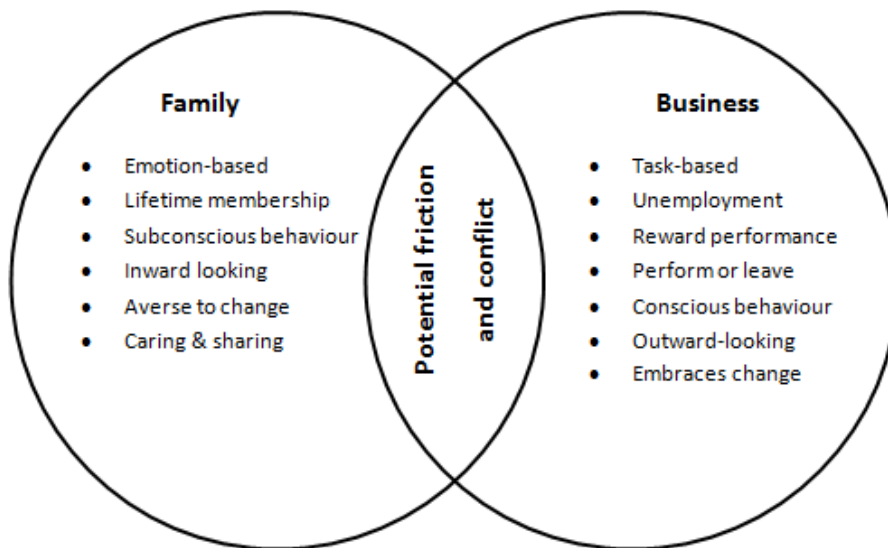 Family
• Emotion-based
• Lifetime membership
• Subconscious behaviour
• Inward looking
• Averse to change
• Caring & sharing
Potential friction
and conflict
Business
• Task-based
• Unemployment
• Reward performance
• Perform or leave
• Conscious behaviour
• Outward-looking
• Embraces change